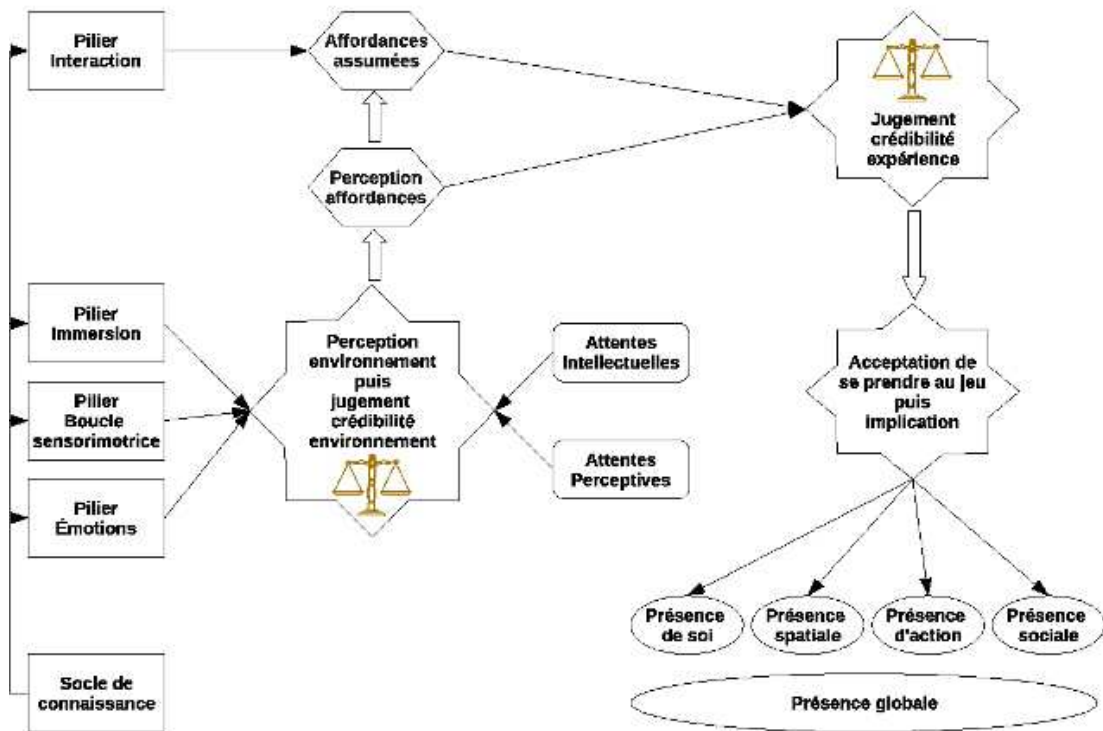 Pilier
Interaction
Affordances
assumées
Jugement
crédibilité
expérience
Perception
affordances
Pilier
Immersion
Pilier
Boucle
sensorimotrice
Pilier
Émotions
Perception
environnement
puis
jugement
crédibilité
environnement
Attentes
Intellectuelles
Attentes
Perceptives
Acceptation de
se prendre au jeu
puis
implication
Présence
de soi
Présence
spatiale
Présence
d'action
Présence
sociale
Socle de
connaissance
Présence globale